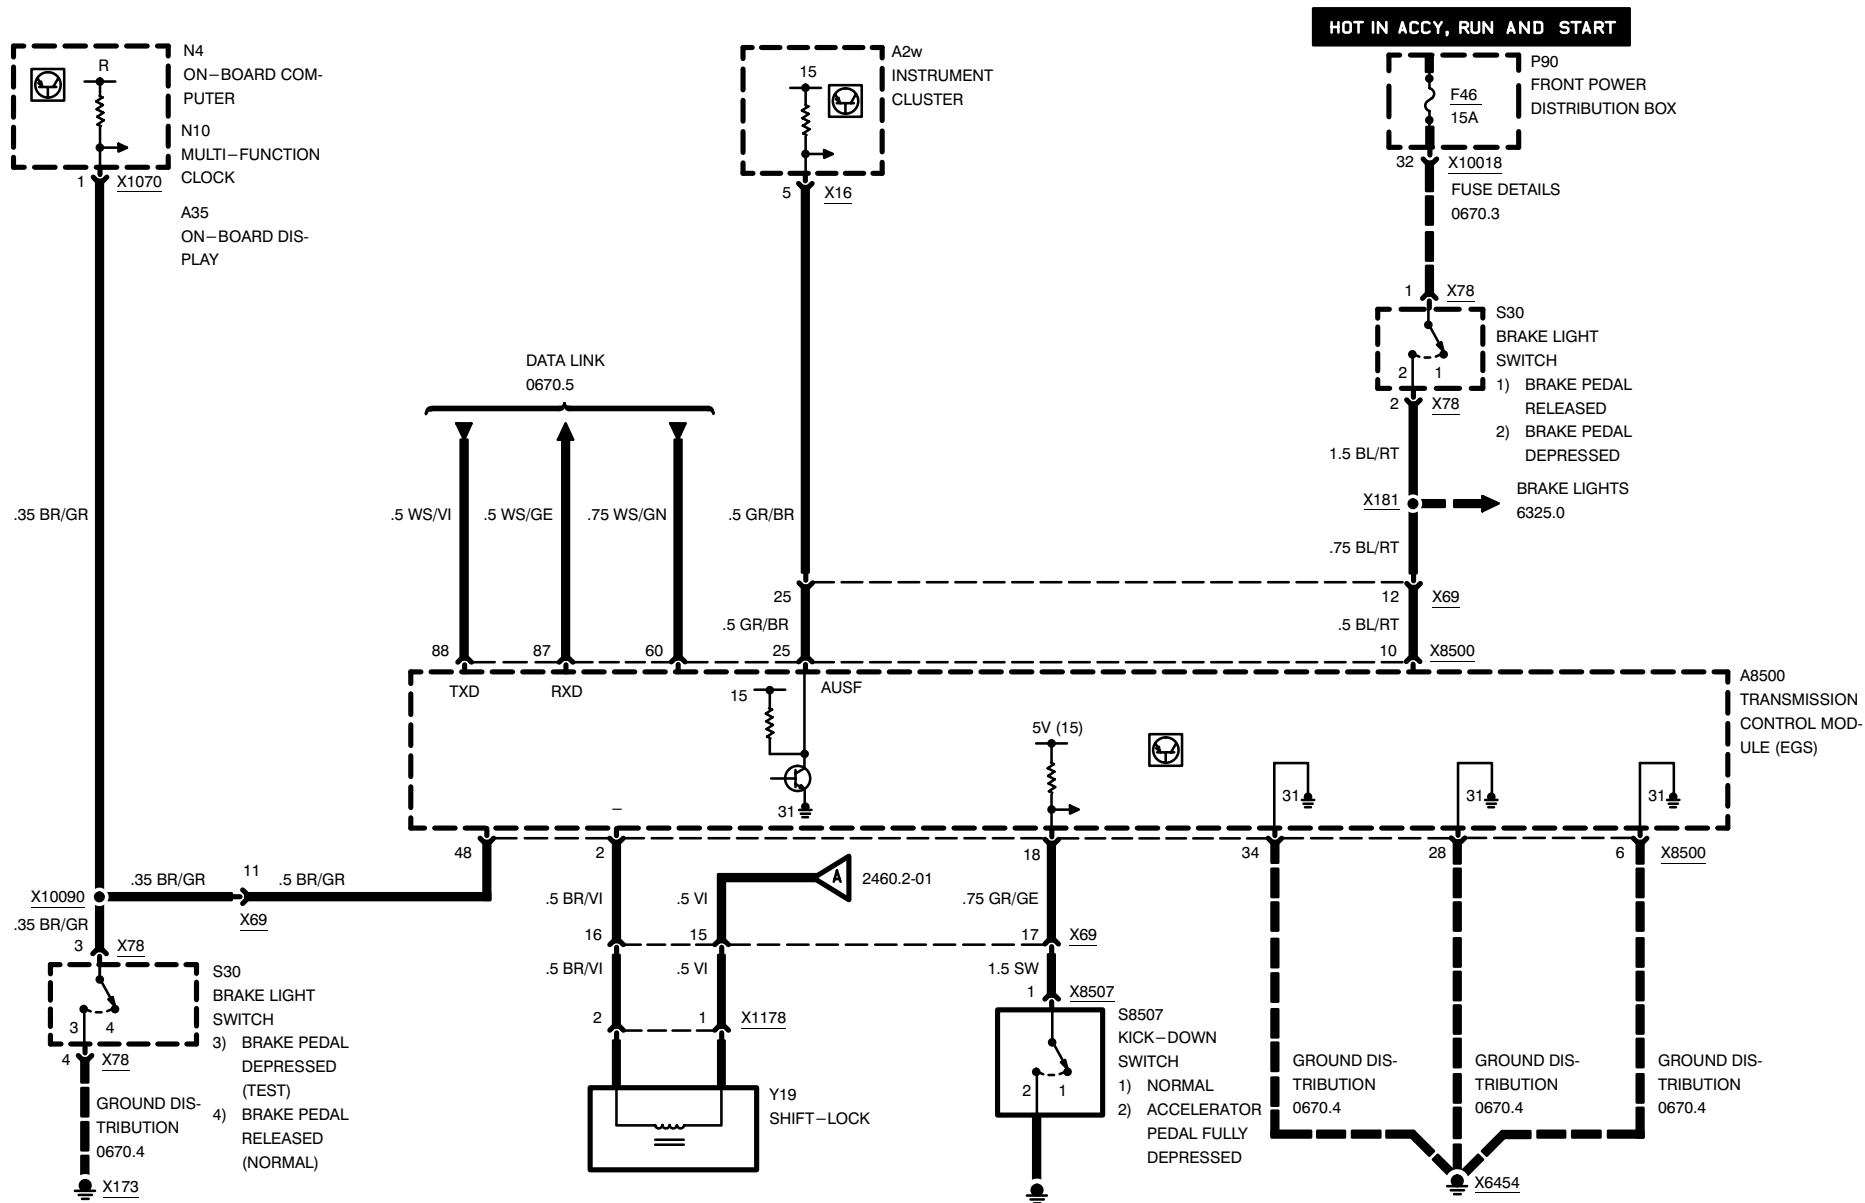 HOT IN ACCY, RUN AND START
N4
ON-BOARD COM-
PUTER
N10
MULTI-FUNCTION
CLOCK
A35
ON-BOARD DIS-
PLAY
R
1
X1070
A2w
INSTRUMENT
CLUSTER
15
5
X16
P90
FRONT POWER
DISTRIBUTION BOX
F46
15A
32
X10018
FUSE DETAILS
0670.3
1
X78
S30
BRAKE LIGHT
SWITCH
1) BRAKE PEDAL
RELEASED
2) BRAKE PEDAL
DEPRESSED
2 1
2
X78
DATA LINK
0670.5
1.5 BL/RT
X181
BRAKE LIGHTS
6325.0
.35 BR/GR
.5 WS/VI
.5 WS/GE
.75 WS/GN
.5 GR/BR
.75 BL/RT
25
12
X69
.5 GR/BR
.5 BL/RT
88
87
60
25
10
X8500
TXD
RXD
AUSF
A8500
TRANSMISSION
CONTROL MOD-
ULE (EGS)
15
5V (15)
31
31
31
31
–
48
2
18
34
28
6
X8500
.35 BR/GR
11
.5 BR/GR
X10090
X69
.35 BR/GR
3
X78
.5 BR/VI
.5 VI
A
2460.2-01
.75 GR/GE
16
15
17
X69
.5 BR/VI
.5 VI
1.5 SW
S30
BRAKE LIGHT
SWITCH
3) BRAKE PEDAL
DEPRESSED
(TEST)
4) BRAKE PEDAL
RELEASED
(NORMAL)
3 4
4
X78
GROUND DIS-
TRIBUTION
0670.4
X173
2
1
X1178
Y19
SHIFT-LOCK
1
X8507
S8507
KICK-DOWN
SWITCH
1) NORMAL
2) ACCELERATOR
PEDAL FULLY
DEPRESSED
2 1
GROUND DIS-
TRIBUTION
0670.4
GROUND DIS-
TRIBUTION
0670.4
GROUND DIS-
TRIBUTION
0670.4
X6454